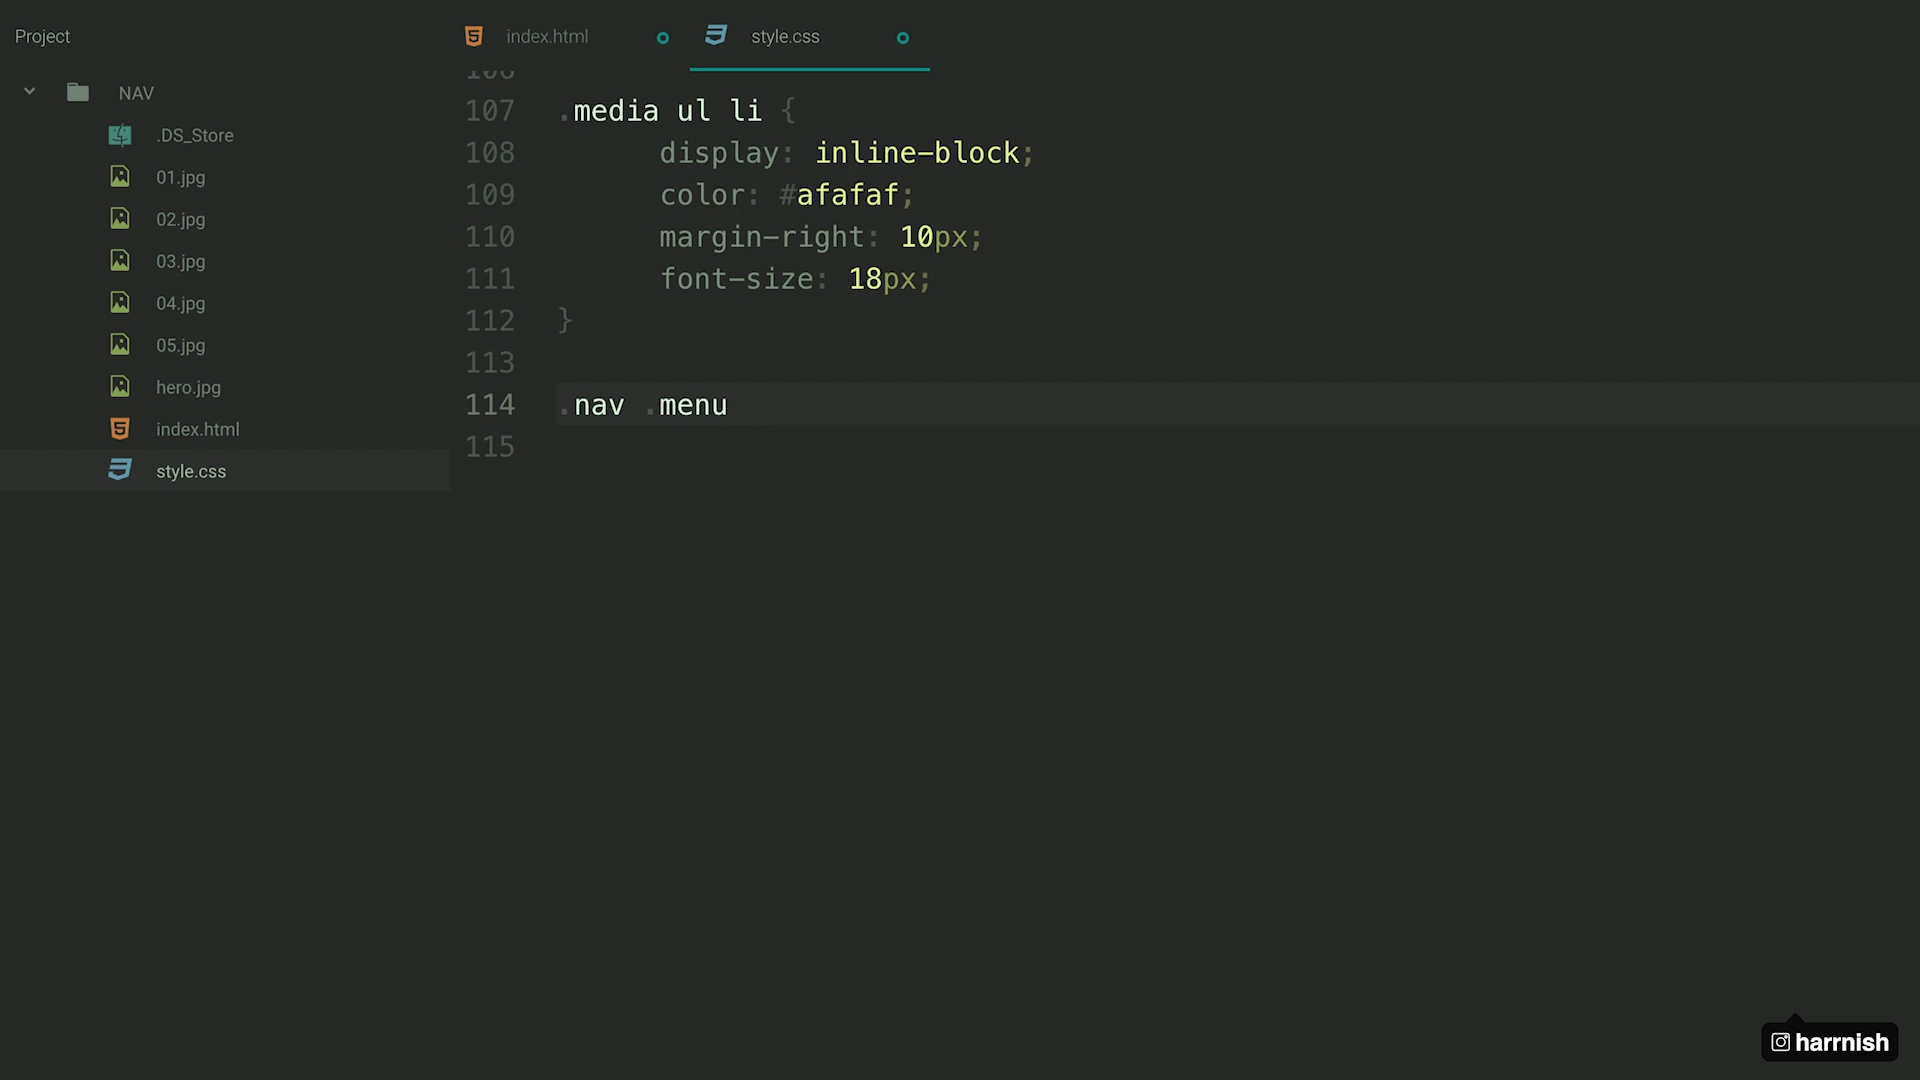 Project
index.html
style.css
NAV
.DS_Store
01.jpg
02.jpg
03.jpg
04.jpg
05.jpg
hero.jpg
index.html
style.css
106
107 .media ul li {
108 display: inline-block;
109 color: #afafaf;
110 margin-right: 10px;
111 font-size: 18px;
112 }
113
114 .nav .menu
115
harrnish